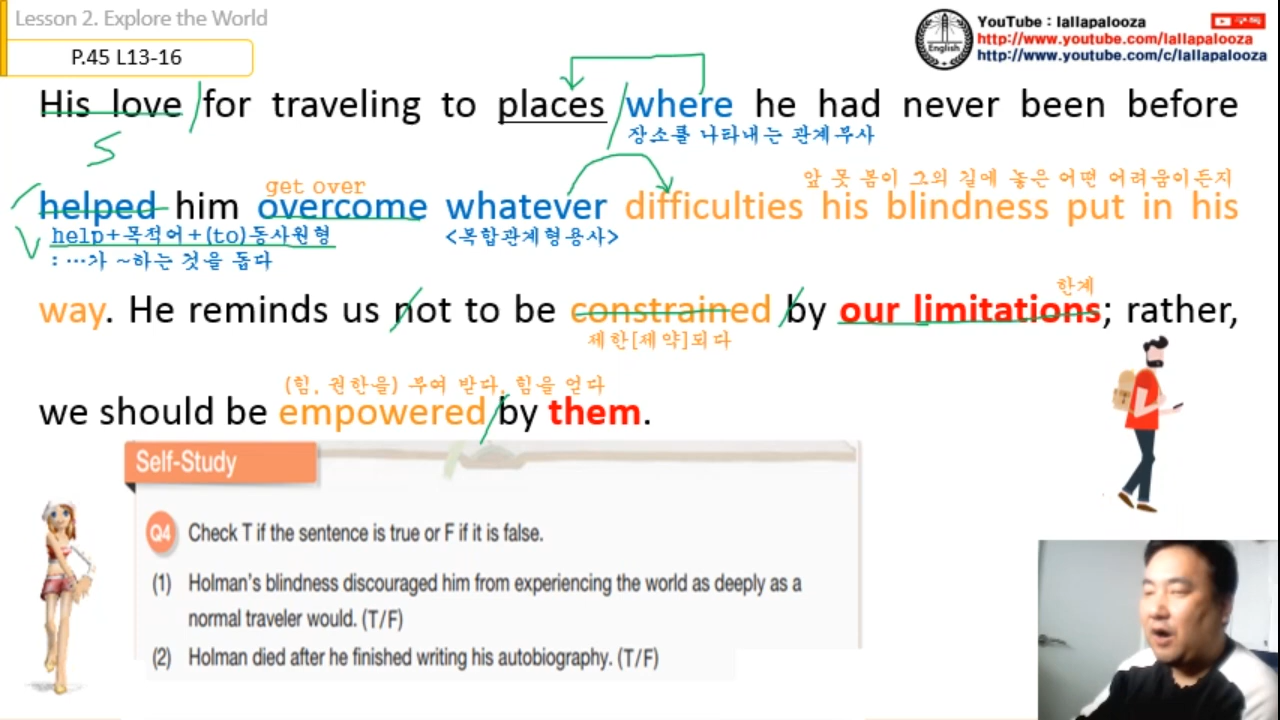 Lesson 2. Explore the World
P.45 L13-16
YouTube : lallapalooza
http://www.youtube.com/lallapalooza
http://www.youtube.com/c/lallapalooza
English
His love for traveling to places where he had never been before
S
장소를 나타내는 관계부사
get over
앞 못 봄이 그의 길에 놓은 어떤 어려움이든지
helped him overcome whatever difficulties his blindness put in his
V
help+목적어+(to)동사원형
<복합관계형용사>
: …가 ~하는 것을 돕다
한계
way. He reminds us not to be constrained by our limitations; rather,
제한[제약]되다
(힘, 권한을) 부여 받다, 힘을 얻다
we should be empowered by them.
Self-Study
Q4 Check T if the sentence is true or F if it is false.
(1) Holman's blindness discouraged him from experiencing the world as deeply as a
normal traveler would. (T/F)
(2) Holman died after he finished writing his autobiography. (T/F)